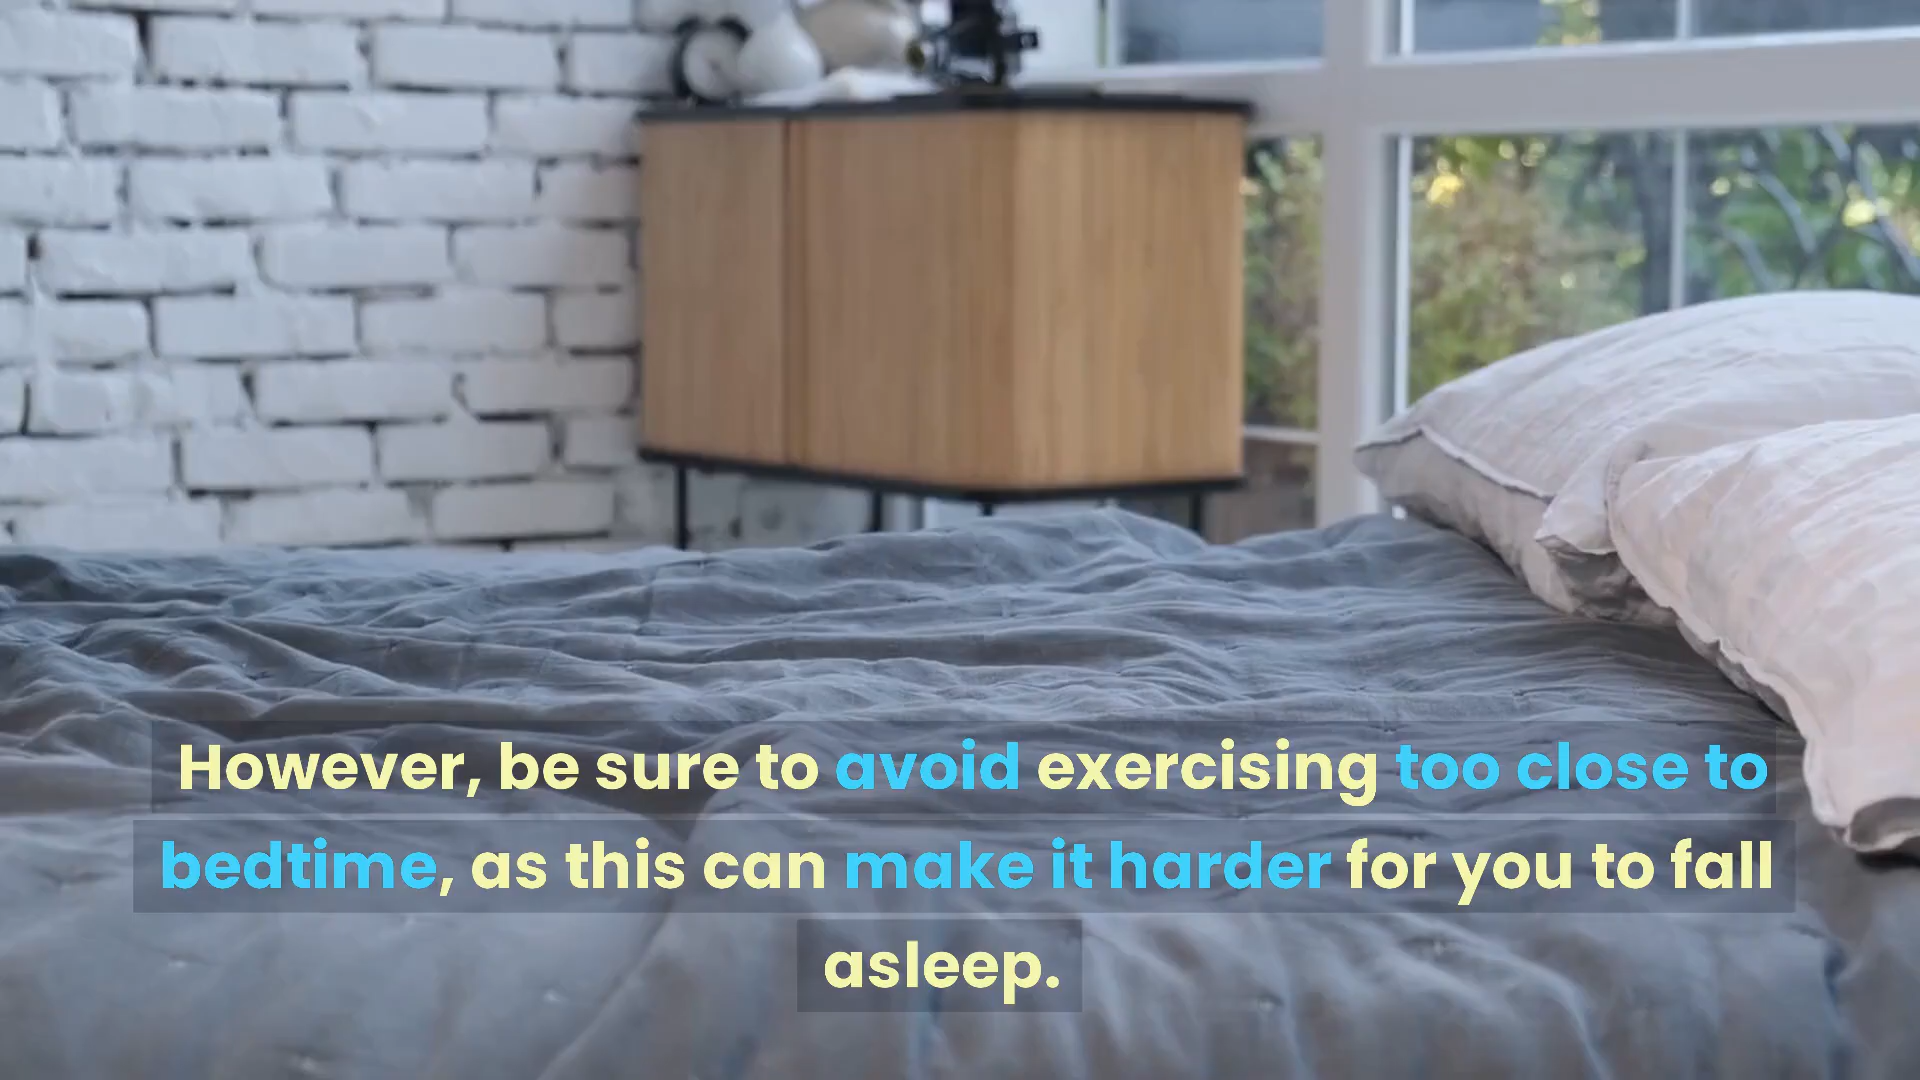 However, be sure to avoid exercising too close to
bedtime, as this can make it harder for you to fall
asleep.